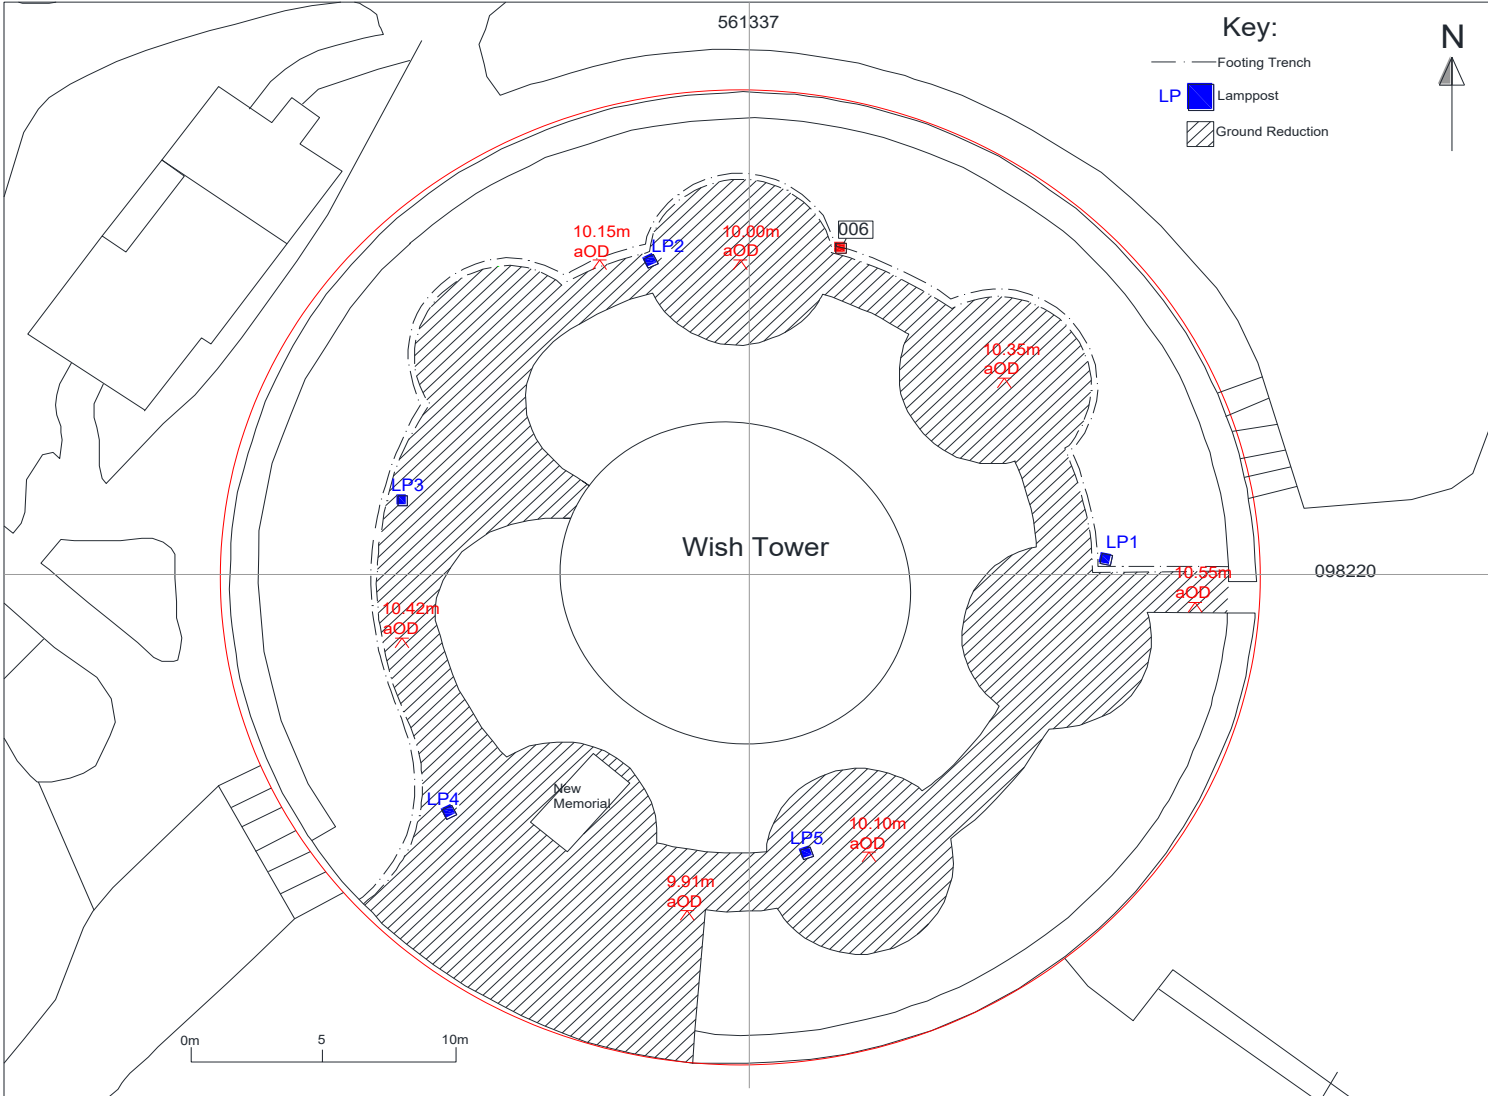 561337
Key:
N
Footing Trench
LP
Lamppost
Ground Reduction
10.15m
aOD
LP2
10.00m
aOD
006
10.35m
aOD
LP3
Wish Tower
LP1
10.55m
aOD
098220
10.42m
aOD
New
Memorial
LP4
LP5
10.10m
aOD
9.91m
aOD
0m
5
10m